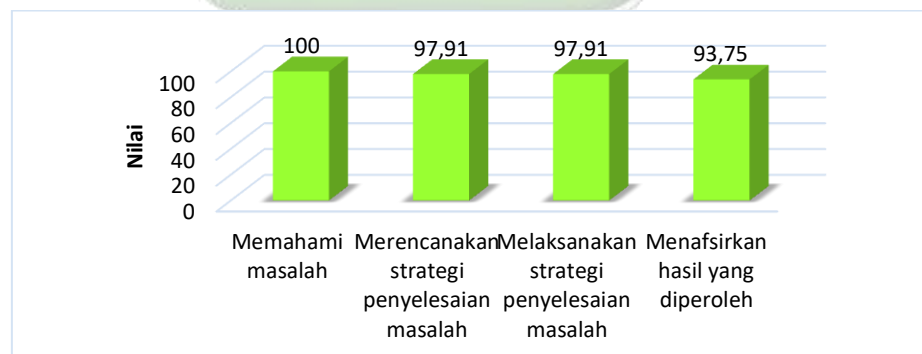 100
97,91
97,91
93,75
Nilai
100
80
60
40
20
0
Memahami
masalah
Merencanakan
strategi
penyelesaian
masalah
Melaksanakan
strategi
penyelesaian
masalah
Menafsirkan
hasil yang
diperoleh